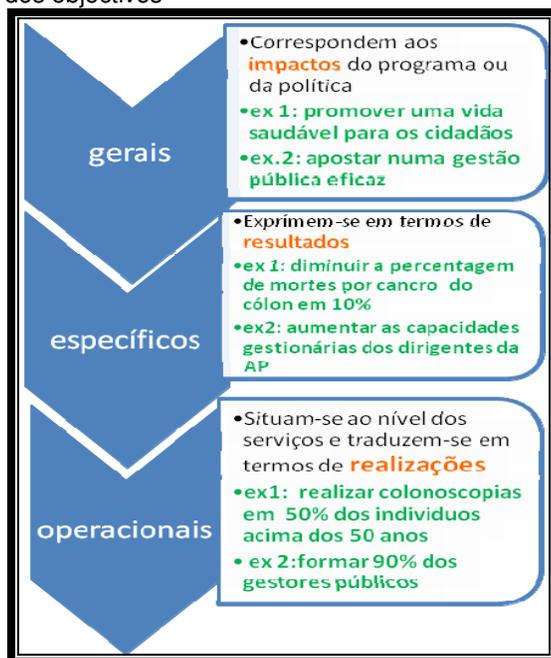 dos objectivos
•Correspondem aos
impactos do programa ou
da política
•ex 1: promover uma vida
saudável para os cidadãos
•ex.2: apostar numa gestão
pública eficaz
gerais
•Exprimem-se em termos de
resultados
•ex 1: diminuir a percentagem
de mortes por cancro do
cólon em 10%
•ex2: aumentar as capacidades
gestionárias dos dirigentes da
AP
específicos
•Situam-se ao nível dos
serviços e traduzem-se em
termos de realizações
•ex1: realizar colonoscopias
em 50% dos individuos
acima dos 50 anos
• ex 2:formar 90% dos
gestores públicos
operacionais